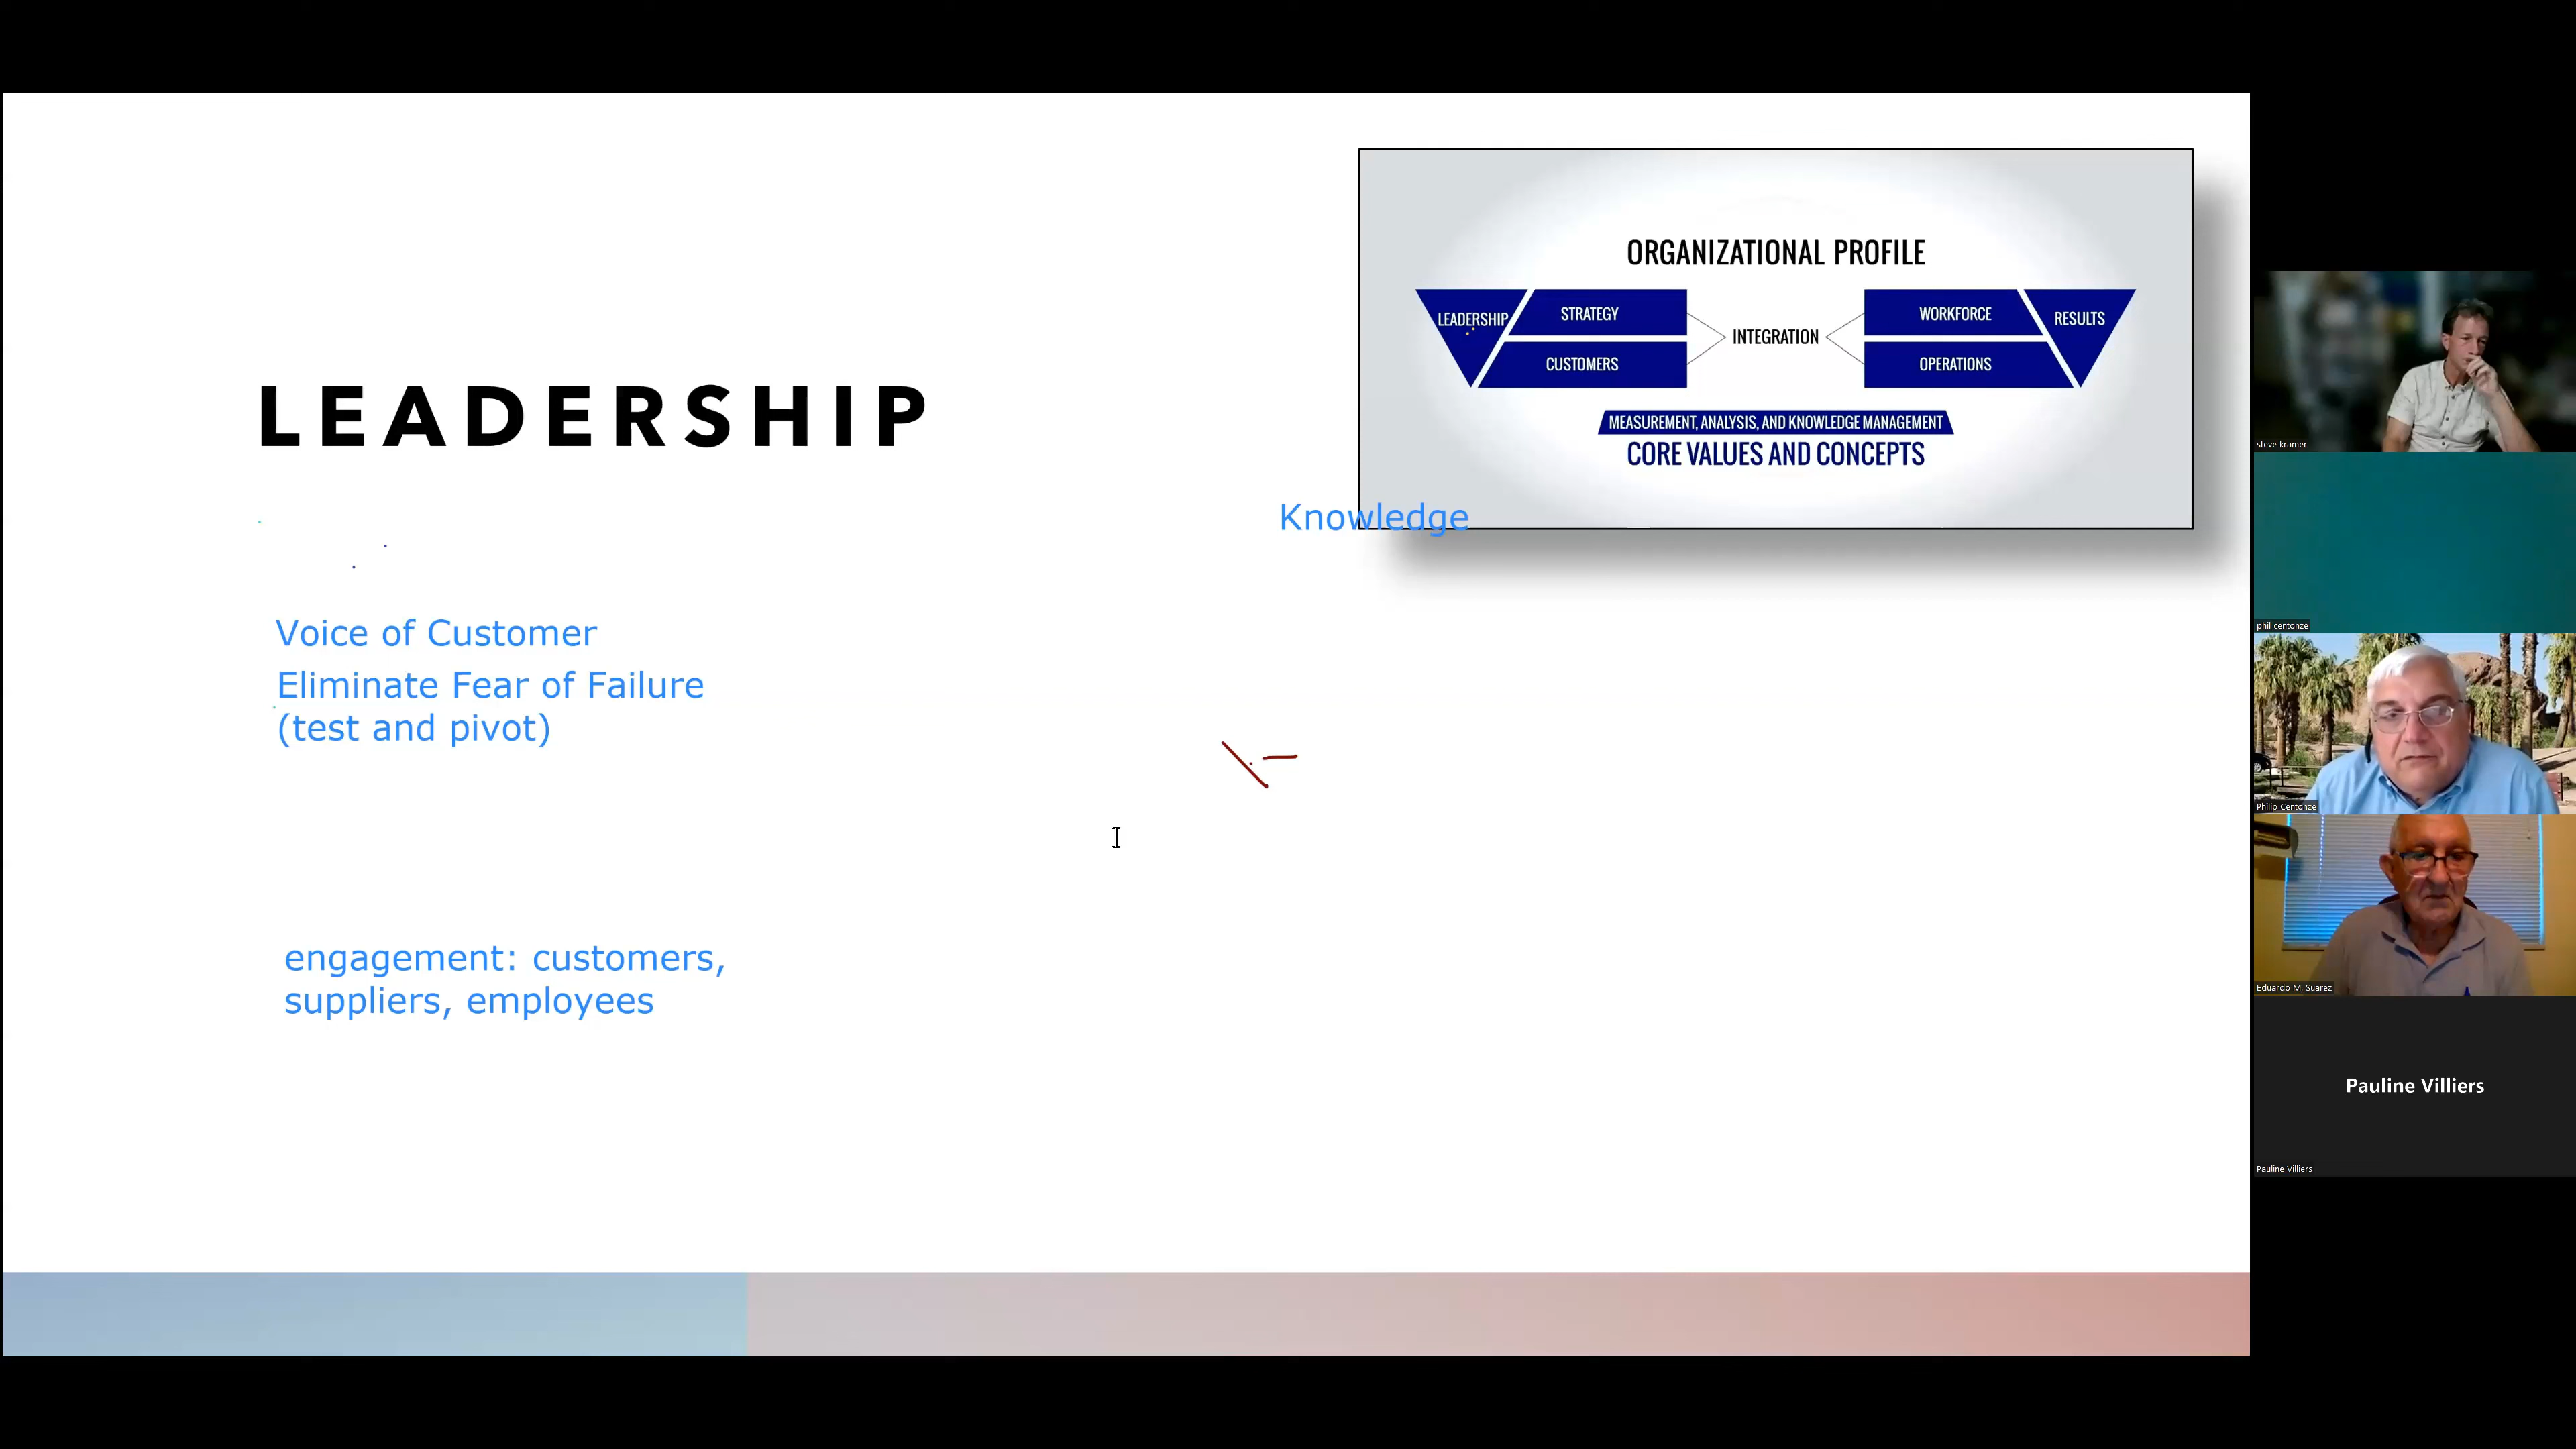 ORGANIZATIONAL PROFILE
LEADERSHIP
STRATEGY
CUSTOMERS
INTEGRATION
WORKFORCE
OPERATIONS
RESULTS
MEASUREMENT, ANALYSIS, AND KNOWLEDGE MANAGEMENT
CORE VALUES AND CONCEPTS
LEADERSHIP
Knowledge
Voice of Customer
Eliminate Fear of Failure
(test and pivot)
engagement: customers,
suppliers, employees
steve kramer
phil centonze
Philip Centonze
Eduardo M. Suarez
Pauline Villiers
Pauline Villiers